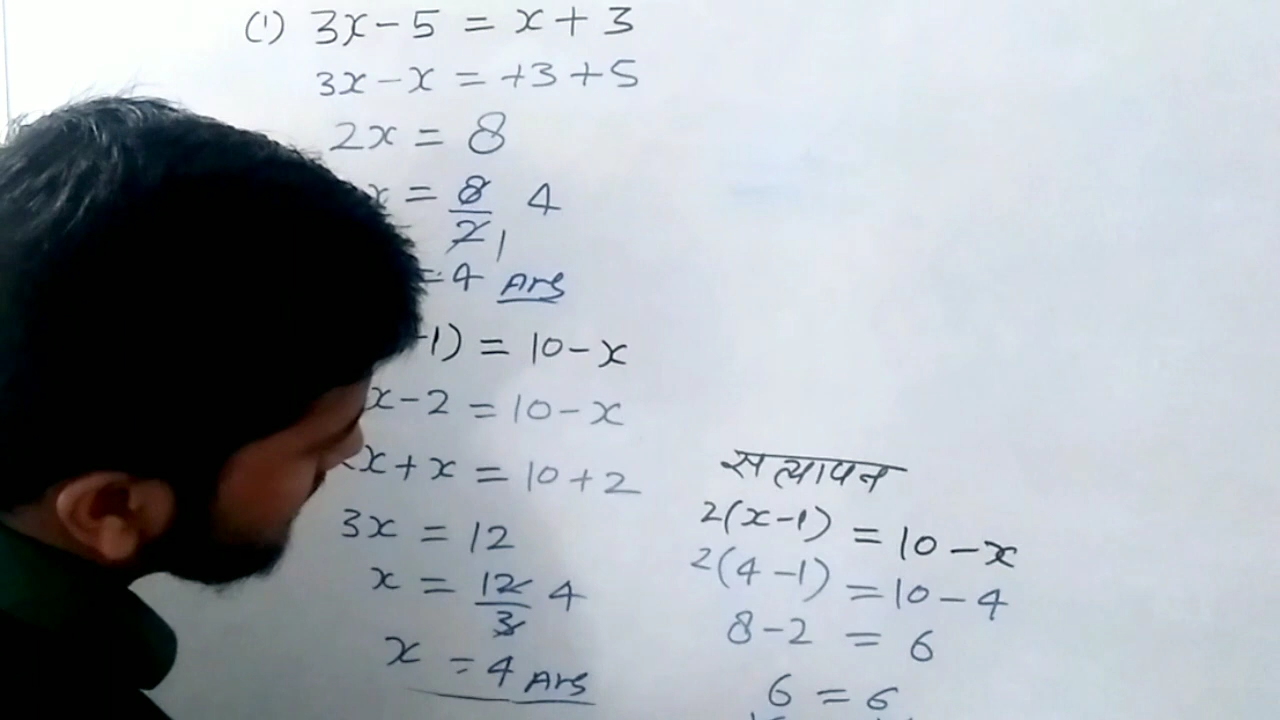 (1) 3x-5 = x+3
3x-x = +3+5
2x = 8
x = 8/2 4 1
=4 Ans
-1) = 10-x
x-2 = 10-x
x+x = 10+2
3x = 12
x = 12/3 4
x = 4 Ans
सत्यापन
2(x-1) = 10-x
2(4-1) = 10-4
8-2 = 6
6 = 6